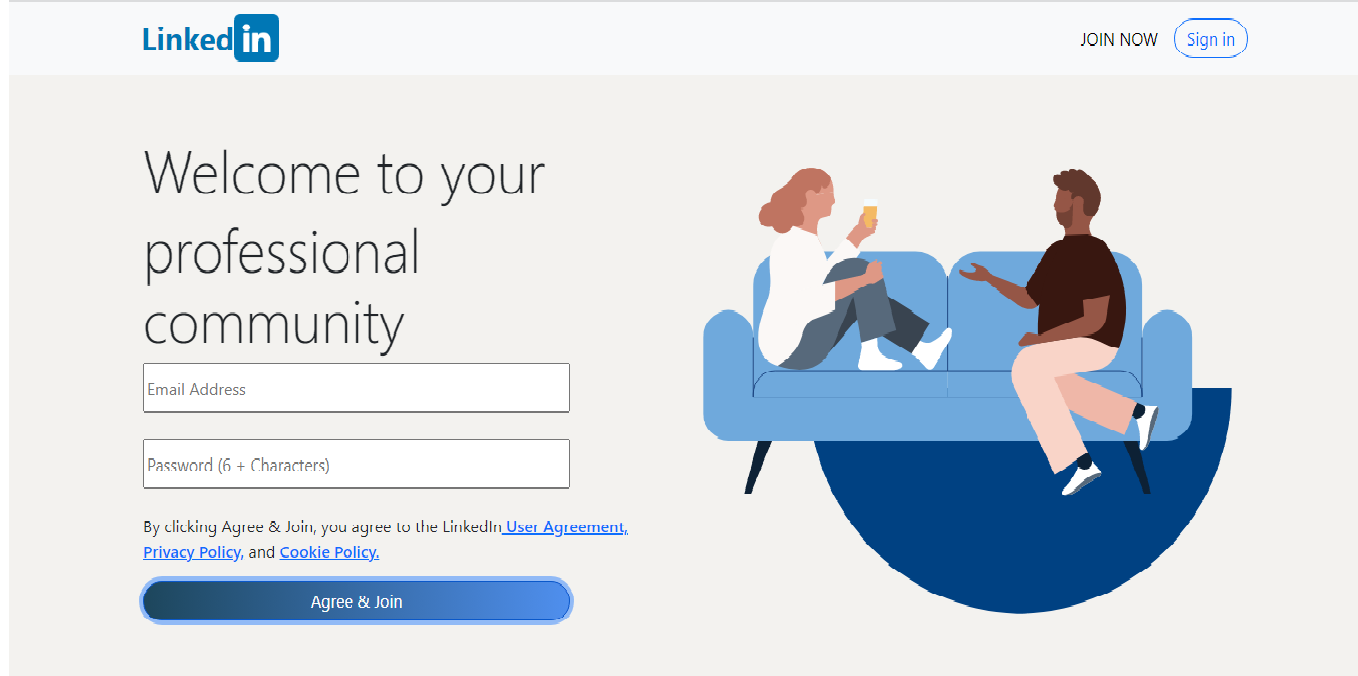 Linkedin
JOIN NOW
Sign in
Welcome to your
professional
community
Email Address
Password (6 + Characters)
By clicking Agree & Join, you agree to the LinkedIn User Agreement,
Privacy Policy, and Cookie Policy.
Agree & Join